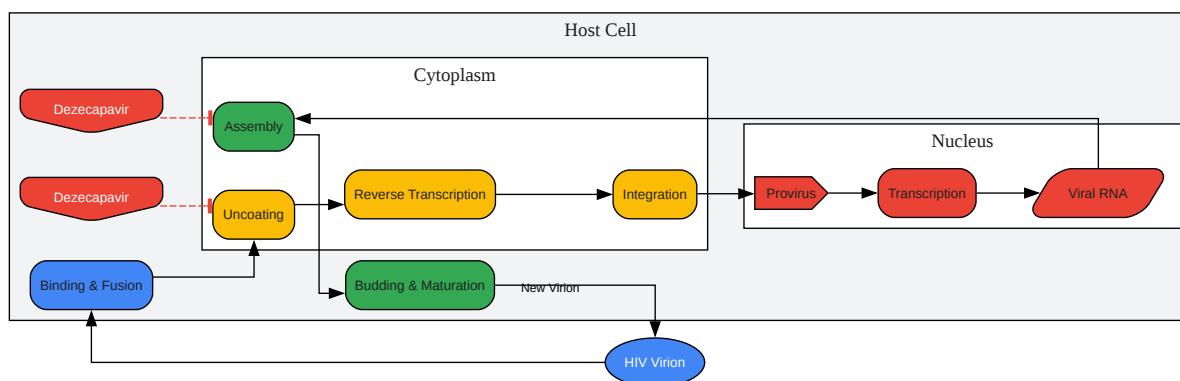 Host Cell
Cytoplasm
Dezecapavir
Assembly
Nucleus
Dezecapavir
Uncoating
Reverse Transcription
Integration
Provirus
Transcription
Viral RNA
Binding & Fusion
Budding & Maturation
New Virion
HIV Virion